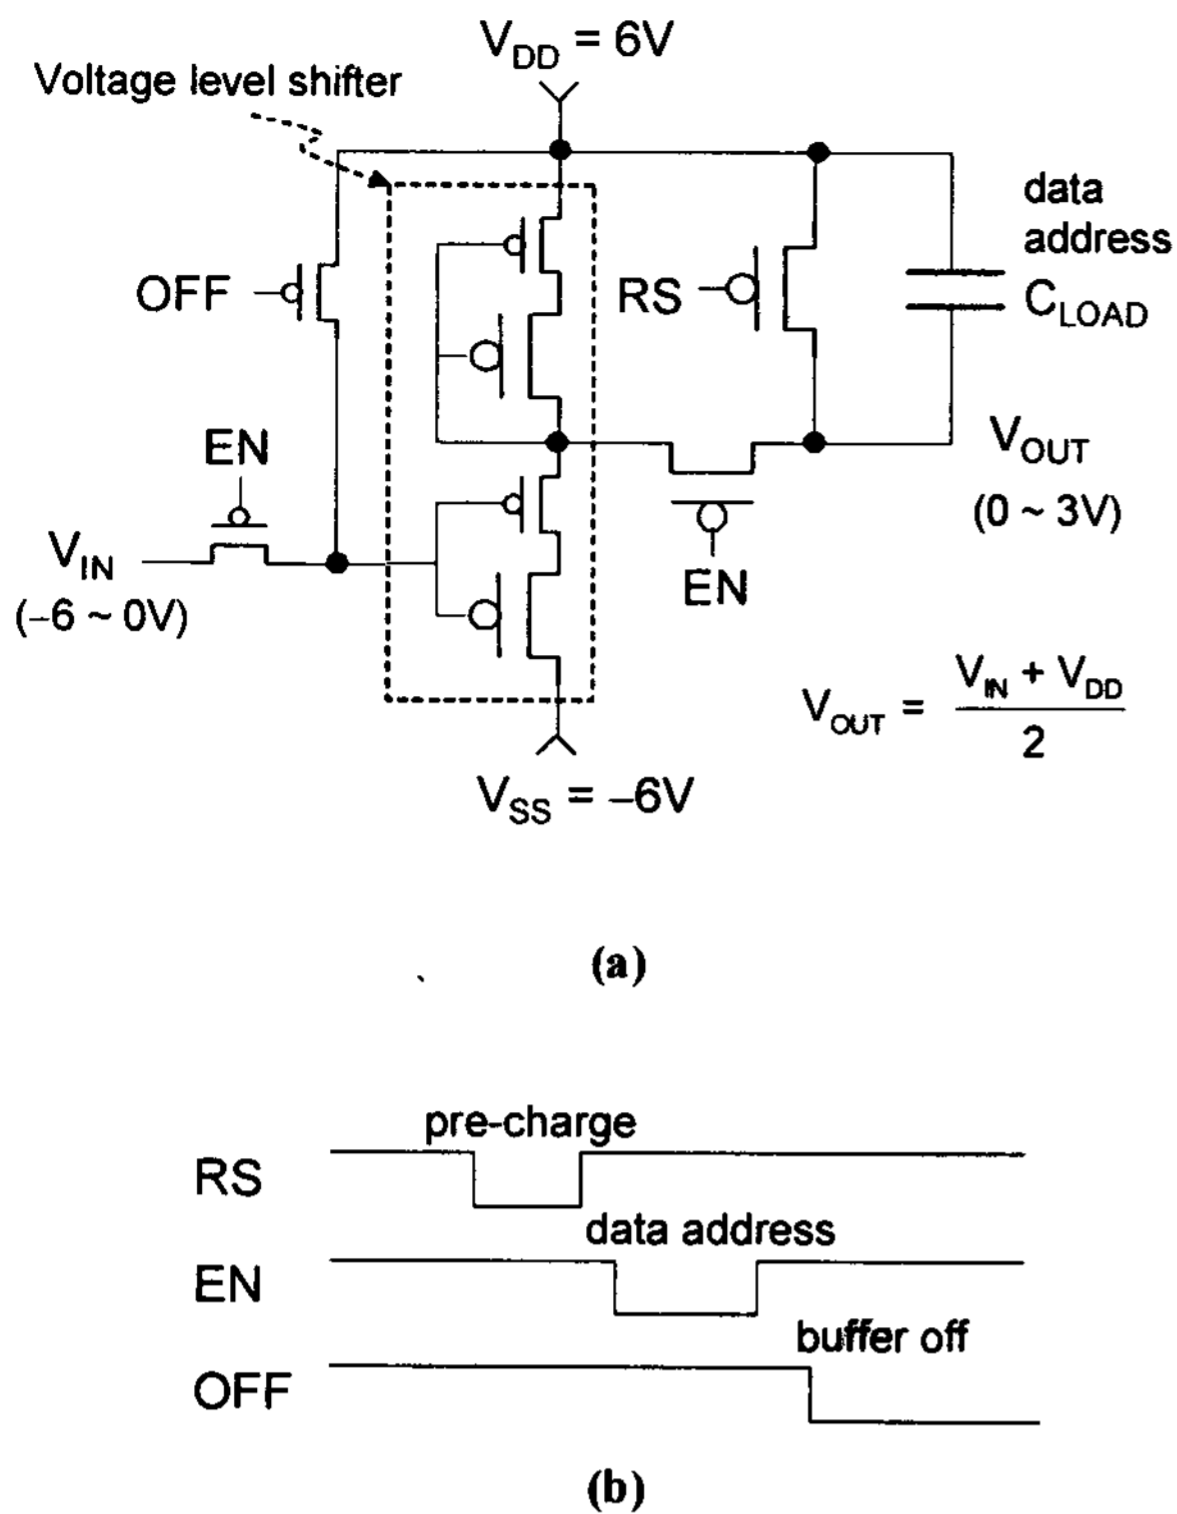 V_DD = 6V
Voltage level shifter
data
address
C_LOAD
OFF
RS
EN
V_OUT
(0 ~ 3V)
V_IN
(–6 ~ 0V)
EN
V_OUT = (V_IN + V_DD) / 2
V_SS = –6V
(a)
pre-charge
RS
data address
EN
buffer off
OFF
(b)